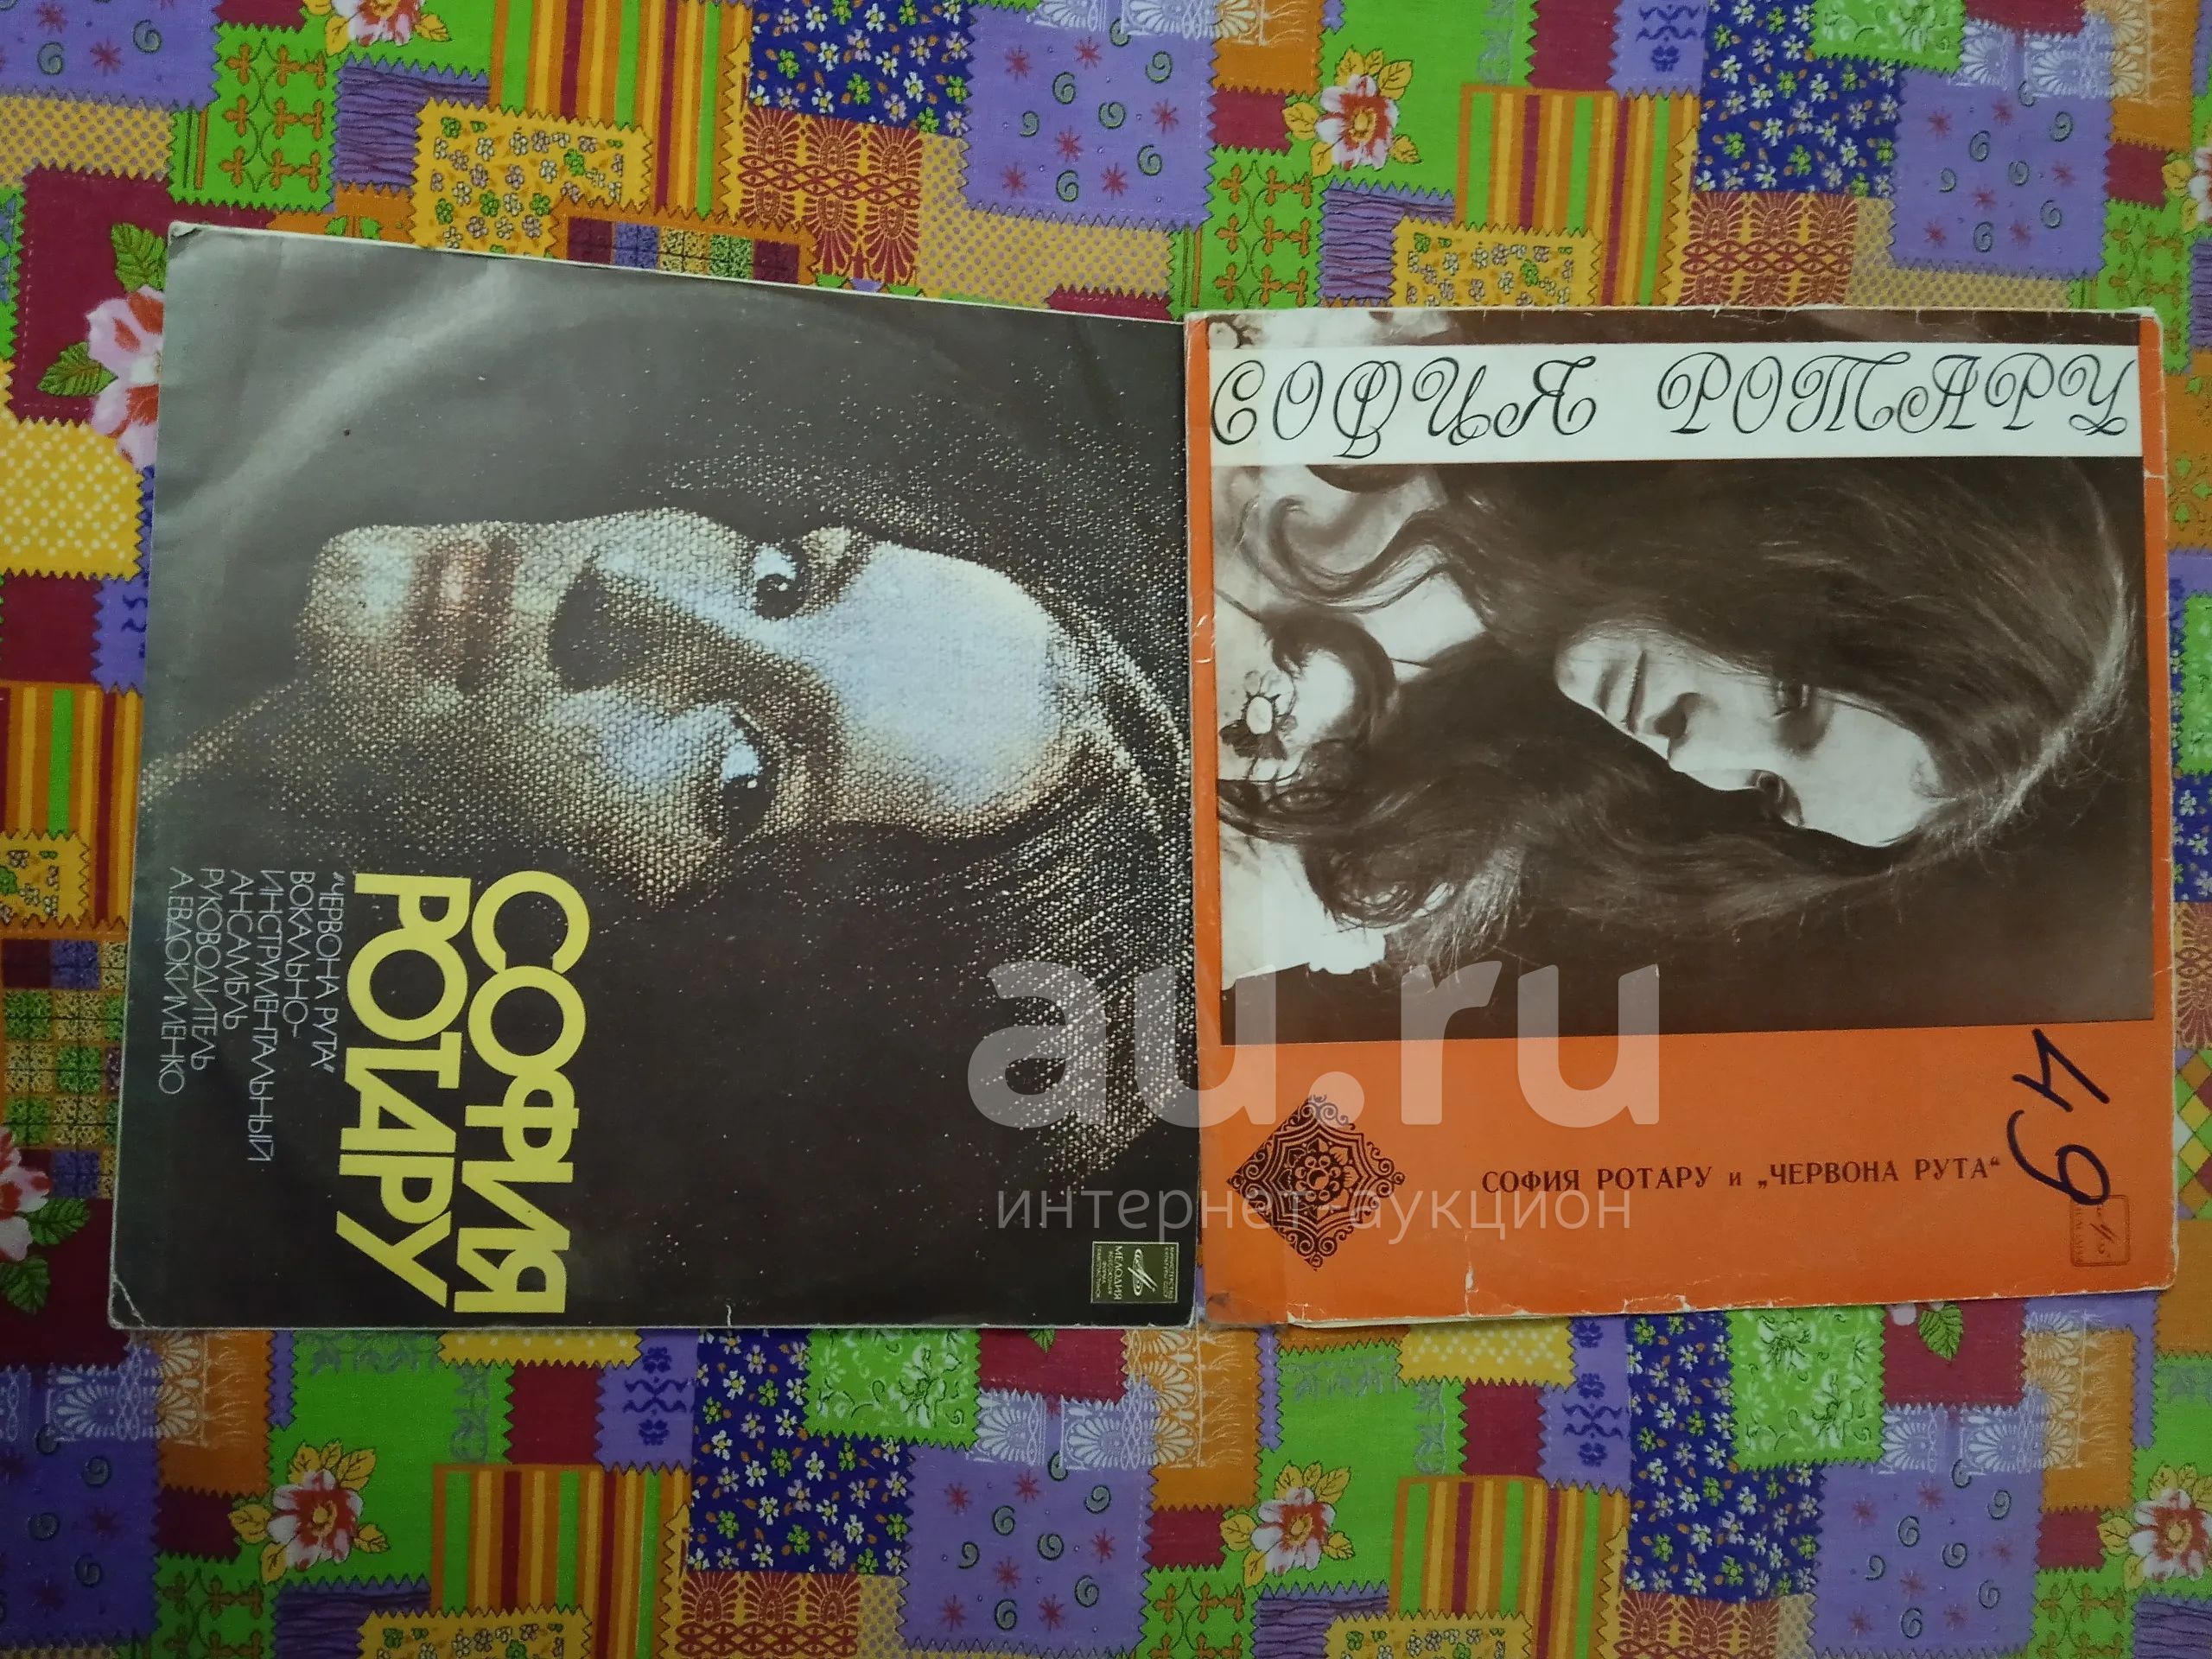 СОФИЯ
РОТАРУ
"ЧЕРВОНА РУТА"
ВОКАЛЬНО-
ИНСТРУМЕНТАЛЬНЫЙ
АНСАМБЛЬ
РУКОВОДИТЕЛЬ
А.ЕВДОКИМЕНКО
МЕЛОДИЯ
СОФИЯ РОТАРУ
49
СОФИЯ РОТАРУ и „ЧЕРВОНА РУТА“
au.ru
интернет-аукцион